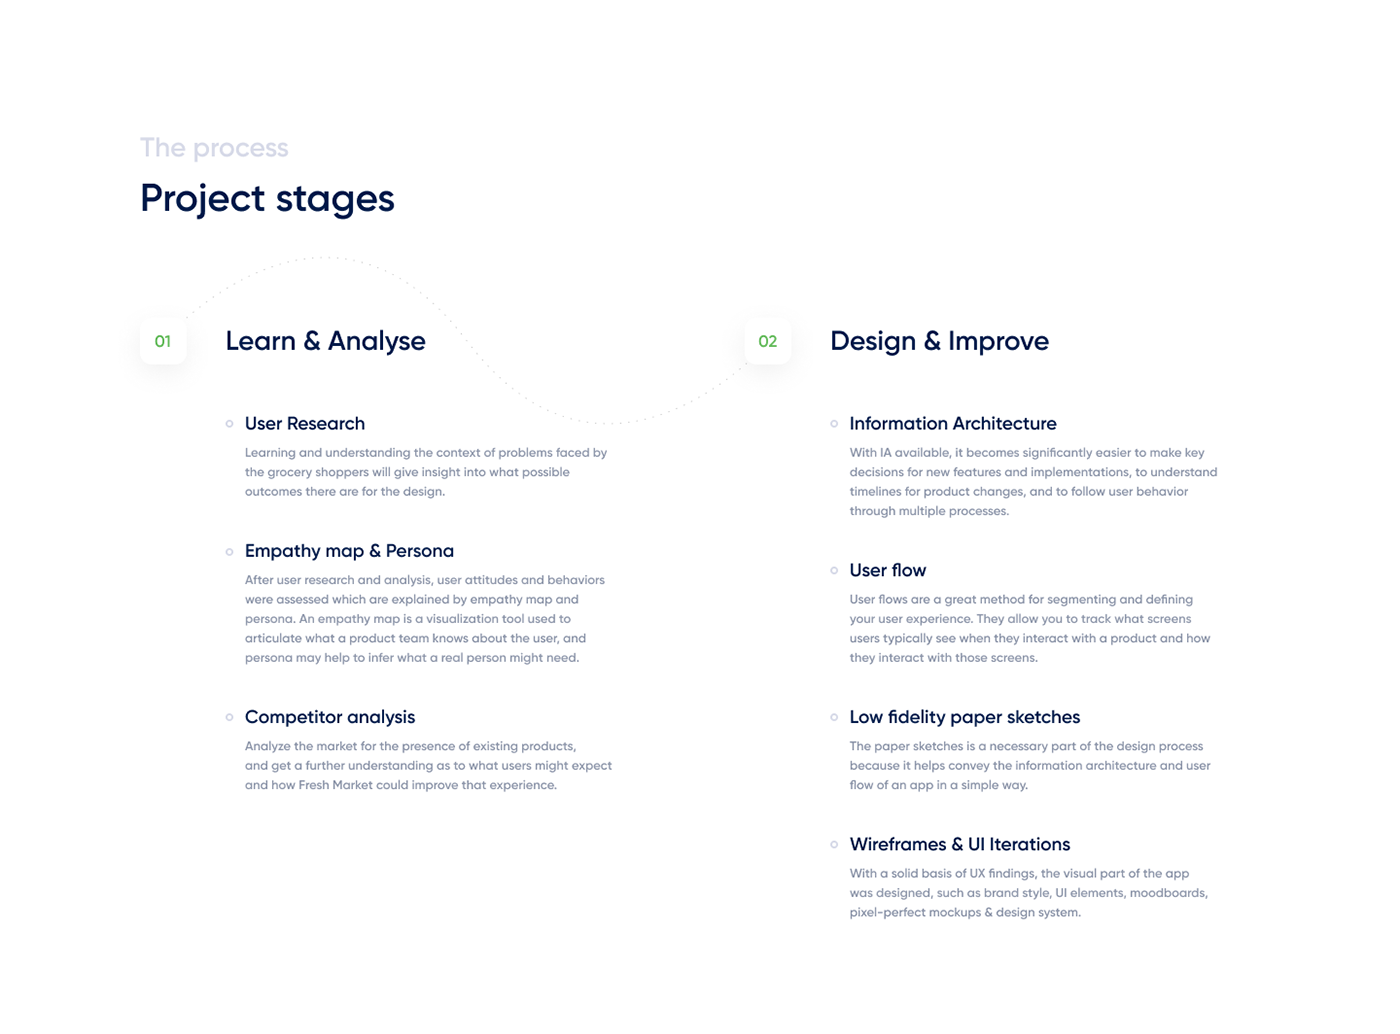 The process
Project stages
01
Learn & Analyse
User Research
Learning and understanding the context of problems faced by
the grocery shoppers will give insight into what possible
outcomes there are for the design.
Empathy map & Persona
After user research and analysis, user attitudes and behaviors
were assessed which are explained by empathy map and
persona. An empathy map is a visualization tool used to
articulate what a product team knows about the user, and
persona may help to infer what a real person might need.
Competitor analysis
Analyze the market for the presence of existing products,
and get a further understanding as to what users might expect
and how Fresh Market could improve that experience.
02
Design & Improve
Information Architecture
With IA available, it becomes significantly easier to make key
decisions for new features and implementations, to understand
timelines for product changes, and to follow user behavior
through multiple processes.
User flow
User flows are a great method for segmenting and defining
your user experience. They allow you to track what screens
users typically see when they interact with a product and how
they interact with those screens.
Low fidelity paper sketches
The paper sketches is a necessary part of the design process
because it helps convey the information architecture and user
flow of an app in a simple way.
Wireframes & UI Iterations
With a solid basis of UX findings, the visual part of the app
was designed, such as brand style, UI elements, moodboards,
pixel-perfect mockups & design system.